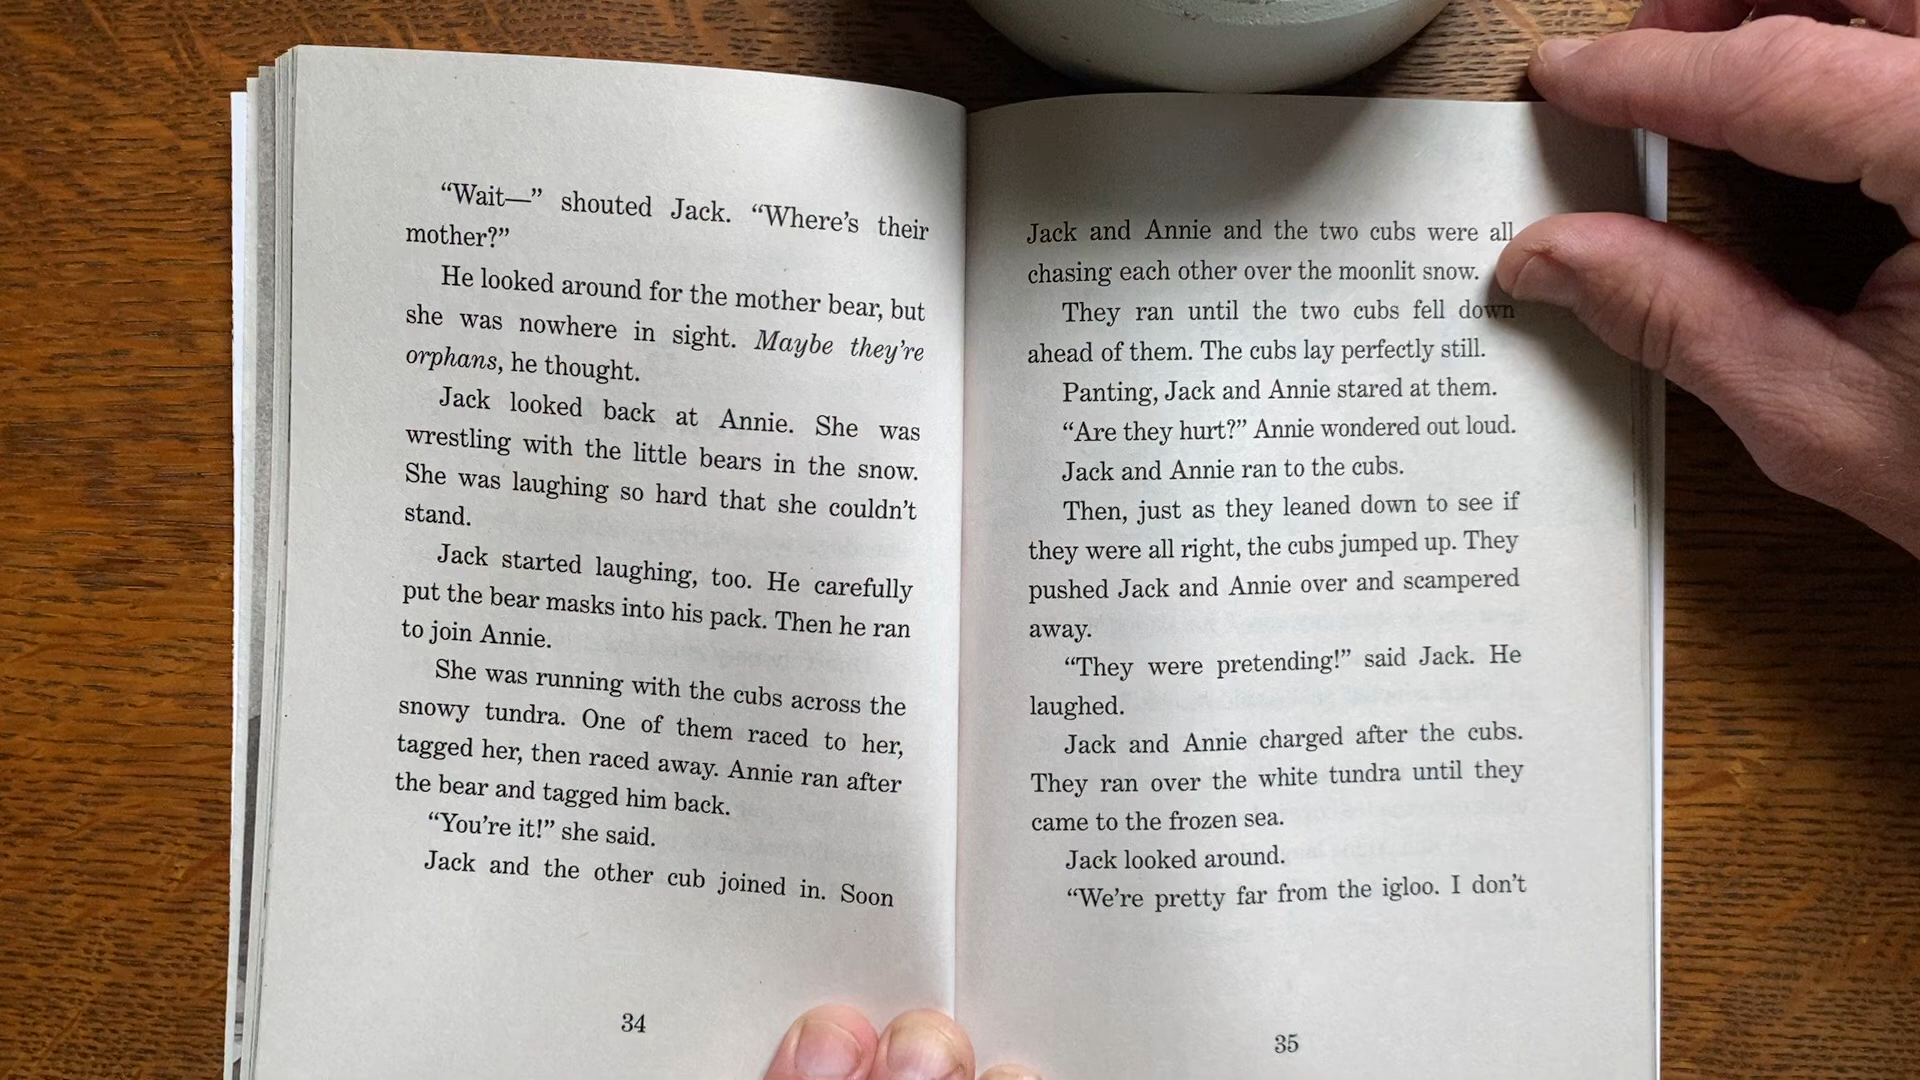 “Wait—” shouted Jack. “Where’s their
mother?”
He looked around for the mother bear, but
she was nowhere in sight. Maybe they’re
orphans, he thought.
Jack looked back at Annie. She was
wrestling with the little bears in the snow.
She was laughing so hard that she couldn’t
stand.
Jack started laughing, too. He carefully
put the bear masks into his pack. Then he ran
to join Annie.
She was running with the cubs across the
snowy tundra. One of them raced to her,
tagged her, then raced away. Annie ran after
the bear and tagged him back.
“You’re it!” she said.
Jack and the other cub joined in. Soon
34
Jack and Annie and the two cubs were all
chasing each other over the moonlit snow.
They ran until the two cubs fell down
ahead of them. The cubs lay perfectly still.
Panting, Jack and Annie stared at them.
“Are they hurt?” Annie wondered out loud.
Jack and Annie ran to the cubs.
Then, just as they leaned down to see if
they were all right, the cubs jumped up. They
pushed Jack and Annie over and scampered
away.
“They were pretending!” said Jack. He
laughed.
Jack and Annie charged after the cubs.
They ran over the white tundra until they
came to the frozen sea.
Jack looked around.
“We’re pretty far from the igloo. I don’t
35